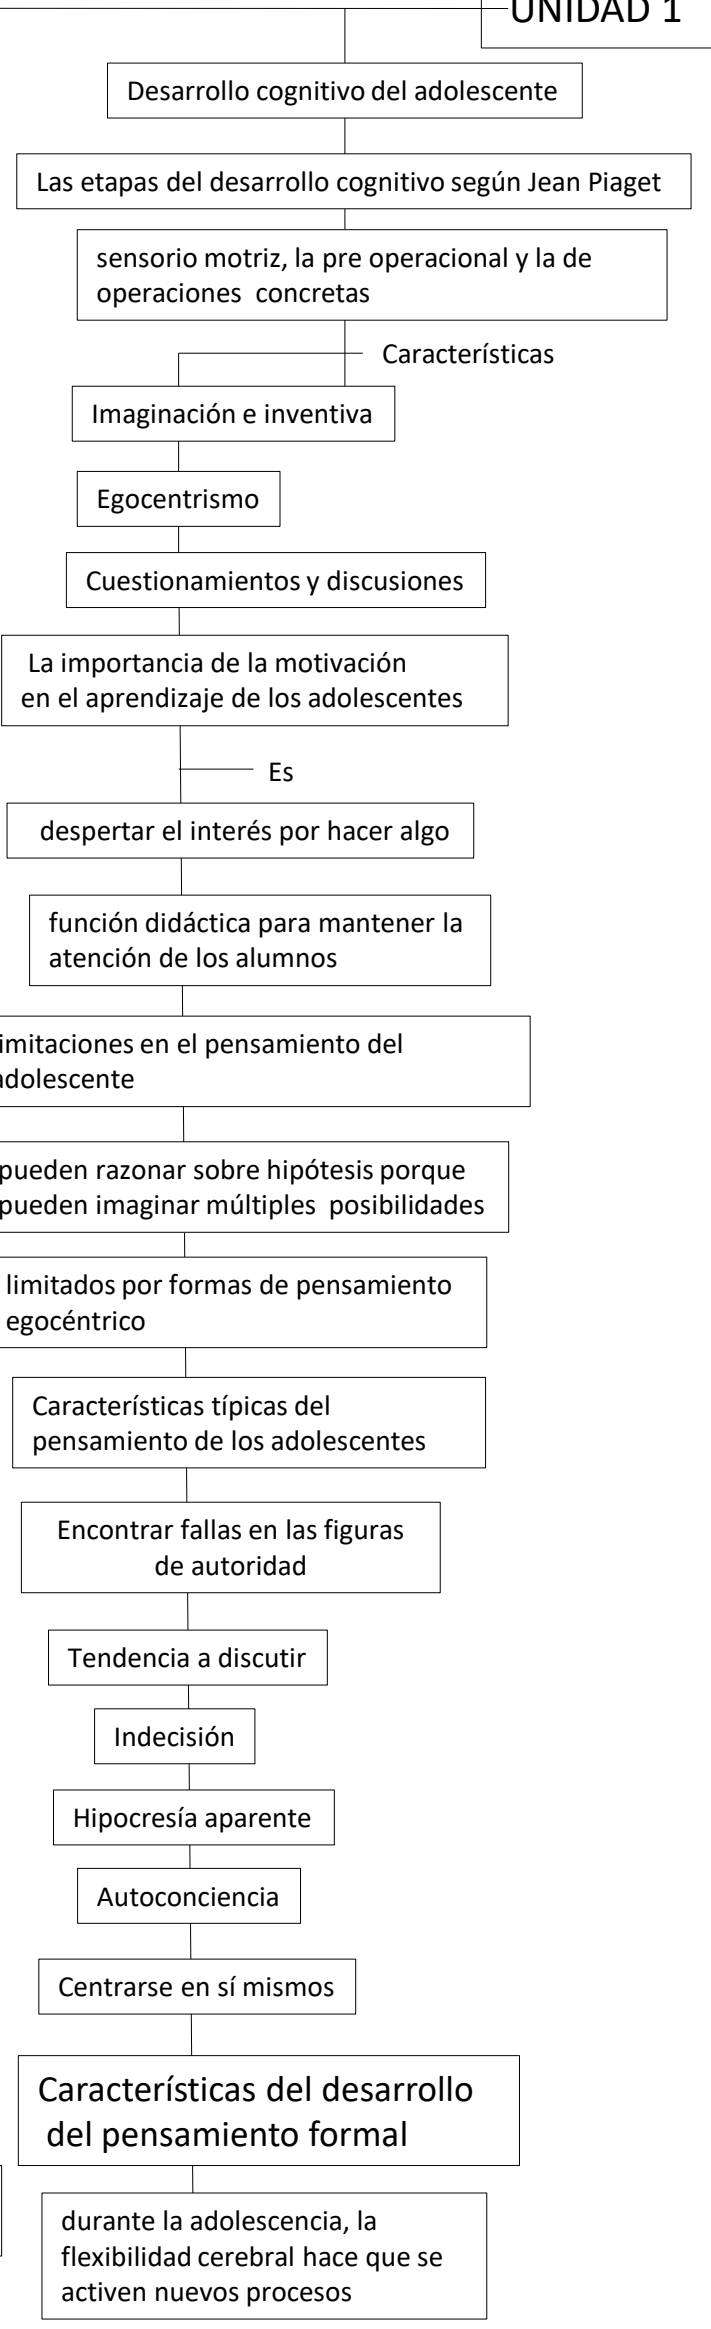 UNIDAD 1
Desarrollo cognitivo del adolescente
Las etapas del desarrollo cognitivo según Jean Piaget
sensorio motriz, la pre operacional y la de
operaciones concretas
Características
Imaginación e inventiva
Egocentrismo
Cuestionamientos y discusiones
La importancia de la motivación
en el aprendizaje de los adolescentes
Es
despertar el interés por hacer algo
función didáctica para mantener la
atención de los alumnos
imitaciones en el pensamiento del
adolescente
pueden razonar sobre hipótesis porque
pueden imaginar múltiples posibilidades
limitados por formas de pensamiento
egocéntrico
Características típicas del
pensamiento de los adolescentes
Encontrar fallas en las figuras
de autoridad
Tendencia a discutir
Indecisión
Hipocresía aparente
Autoconciencia
Centrarse en sí mismos
Características del desarrollo
del pensamiento formal
durante la adolescencia, la
flexibilidad cerebral hace que se
activen nuevos procesos